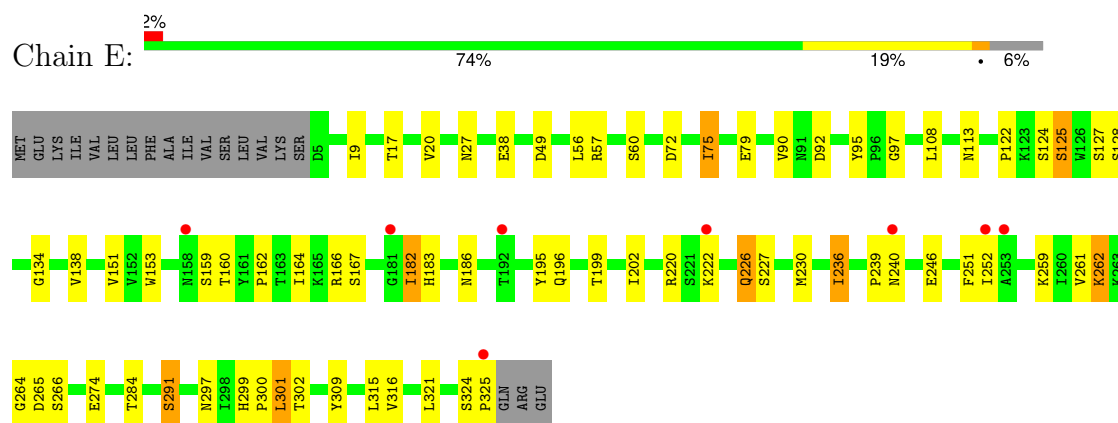 2%
Chain E:
74% 19% • 6%
MET GLU LYS ILE VAL LEU LEU PHE ALA ILE VAL SER LEU VAL LYS SER D5 I9 T17 V20 N27 E38 D49 L56 R57 S60 D72 I75 E79 V90 N91 D92 Y95 P96 G97 L108 N113 P122 K123 S124 S125 W126 S127 S128
G134 V138 V151 V152 W153 N158 S159 T160 Y161 P162 T163 I164 K165 R166 S167 G181 I182 H183 N186 T192 Y195 Q196 T199 I202 R220 S221 K222 Q226 S227 M230 I236 P239 N240 E246 F251 I252 A253 K259 I260 V261 K262 K263
G264 D265 S266 E274 T284 S291 N297 I298 H299 P300 L301 T302 Y309 L315 V316 L321 S324 P325 GLN ARG GLU